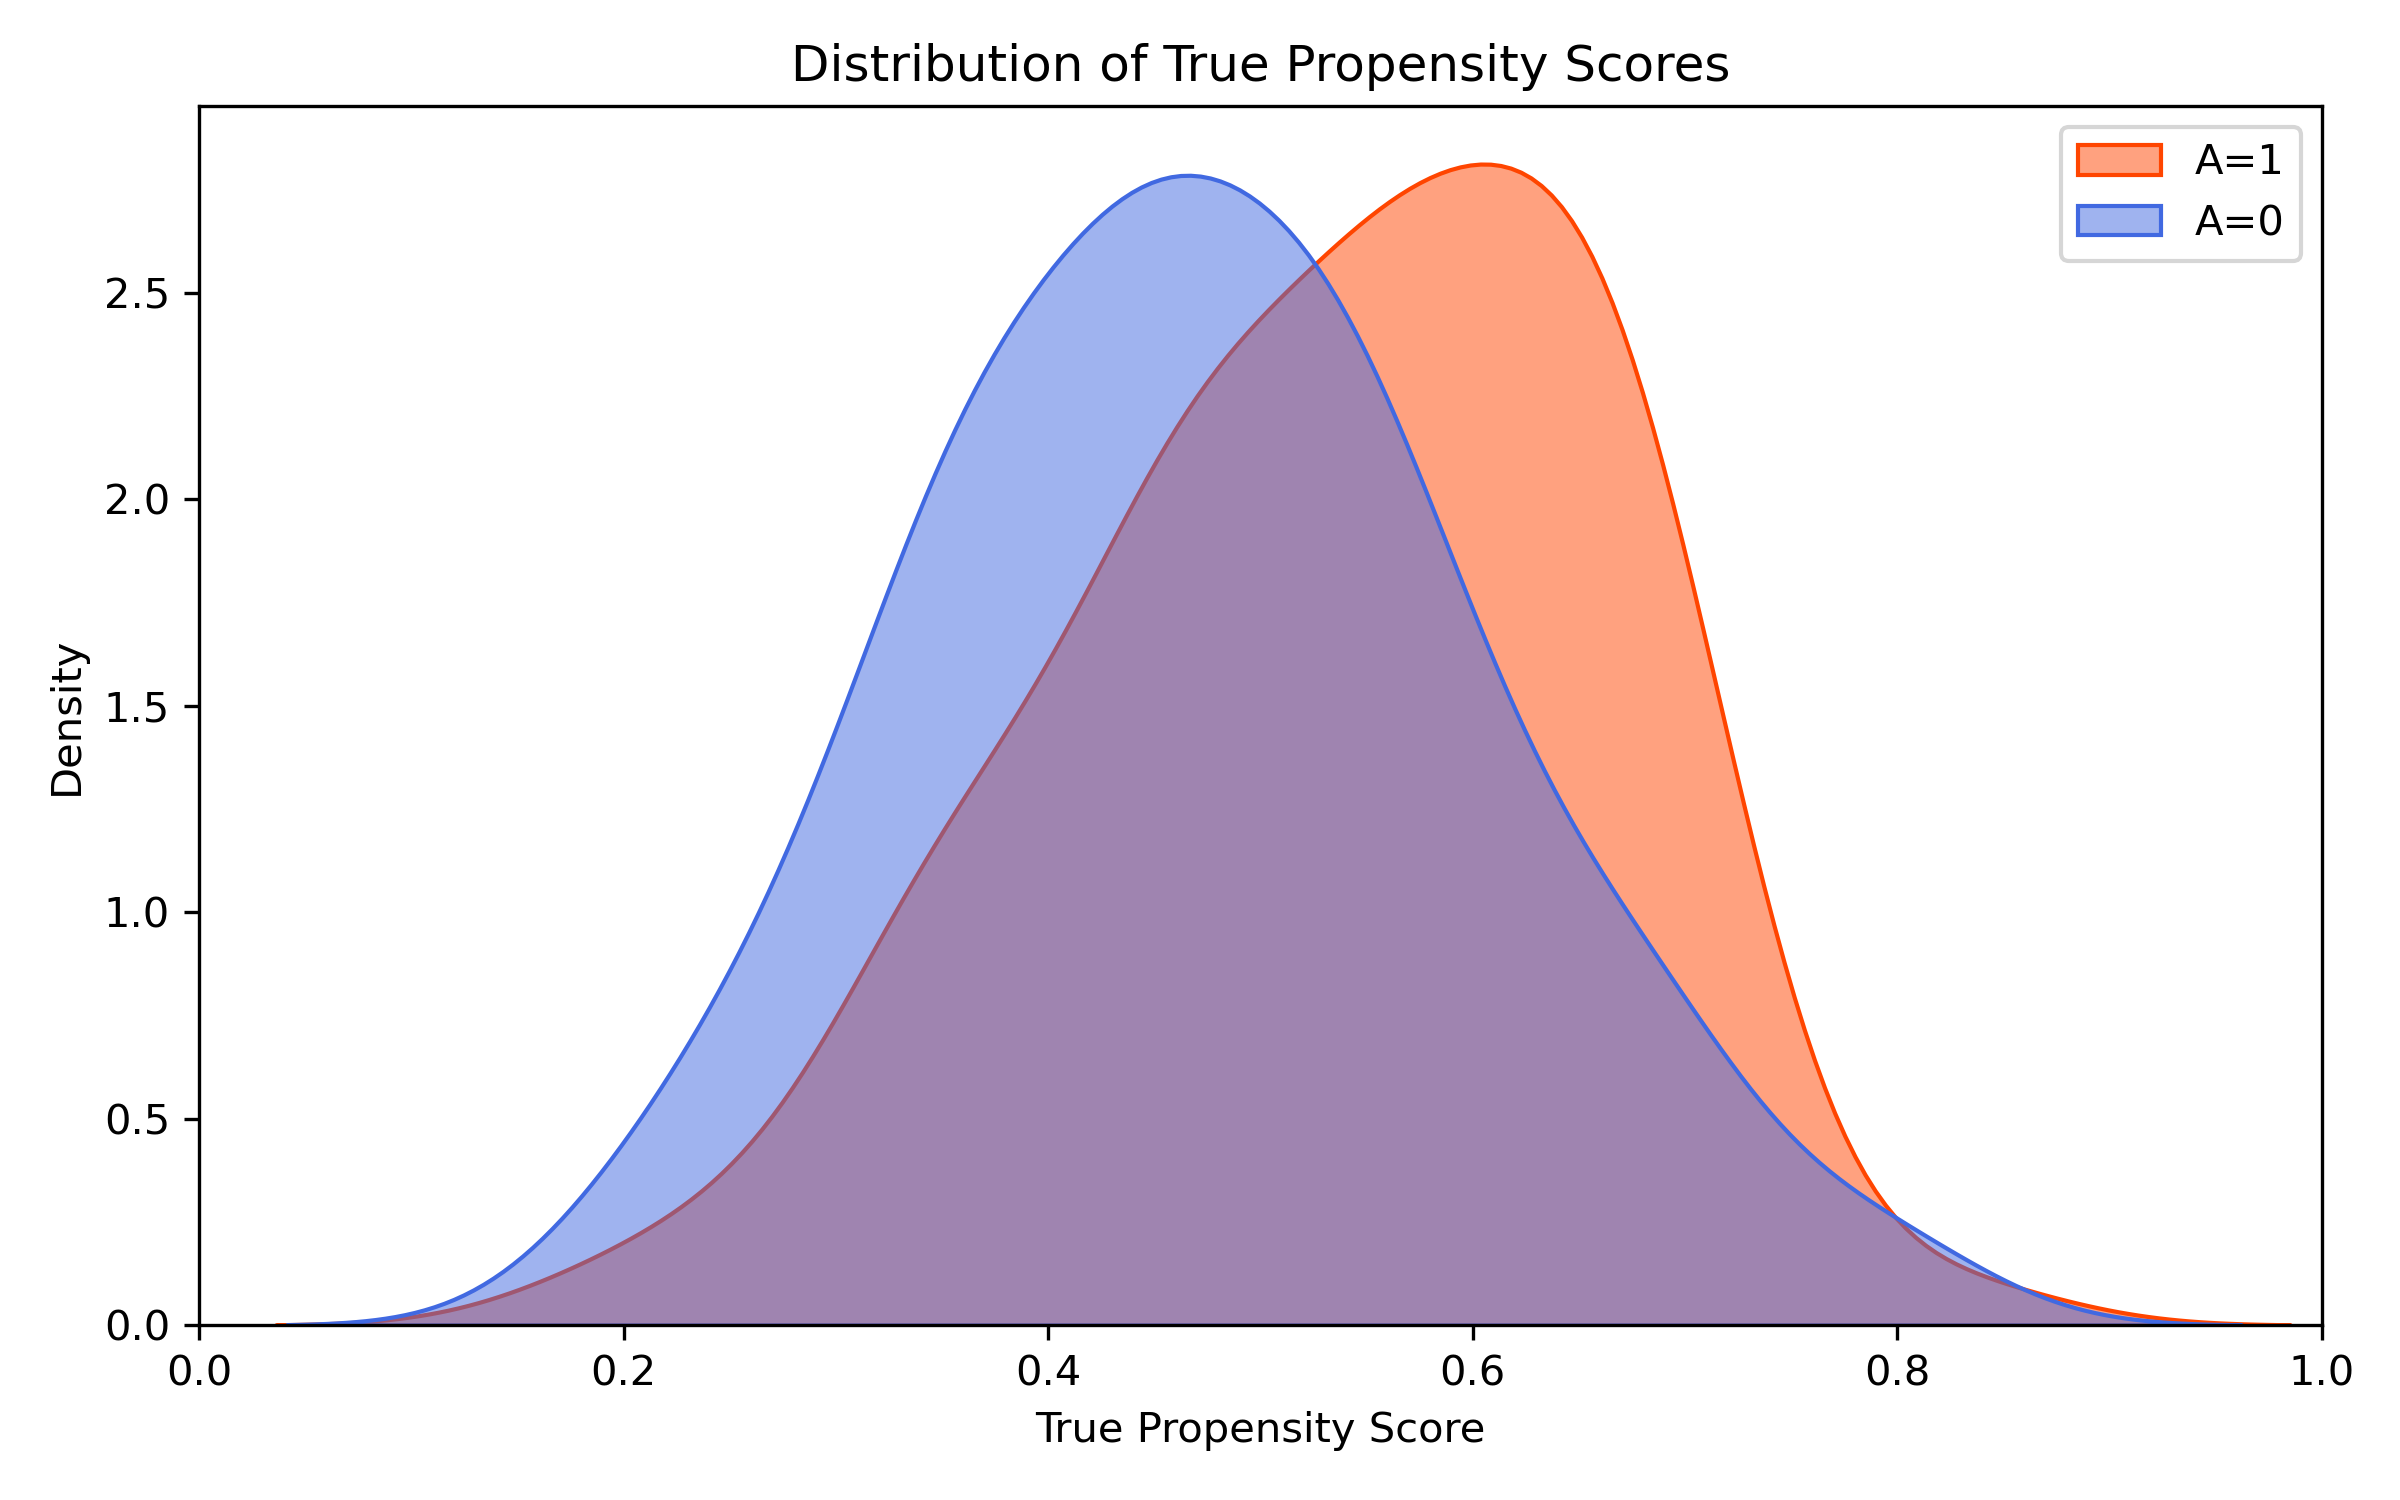 Distribution of True Propensity Scores
A=1
A=0
Density
2.5
2.0
1.5
1.0
0.5
0.0
0.0 0.2 0.4 0.6 0.8 1.0
True Propensity Score